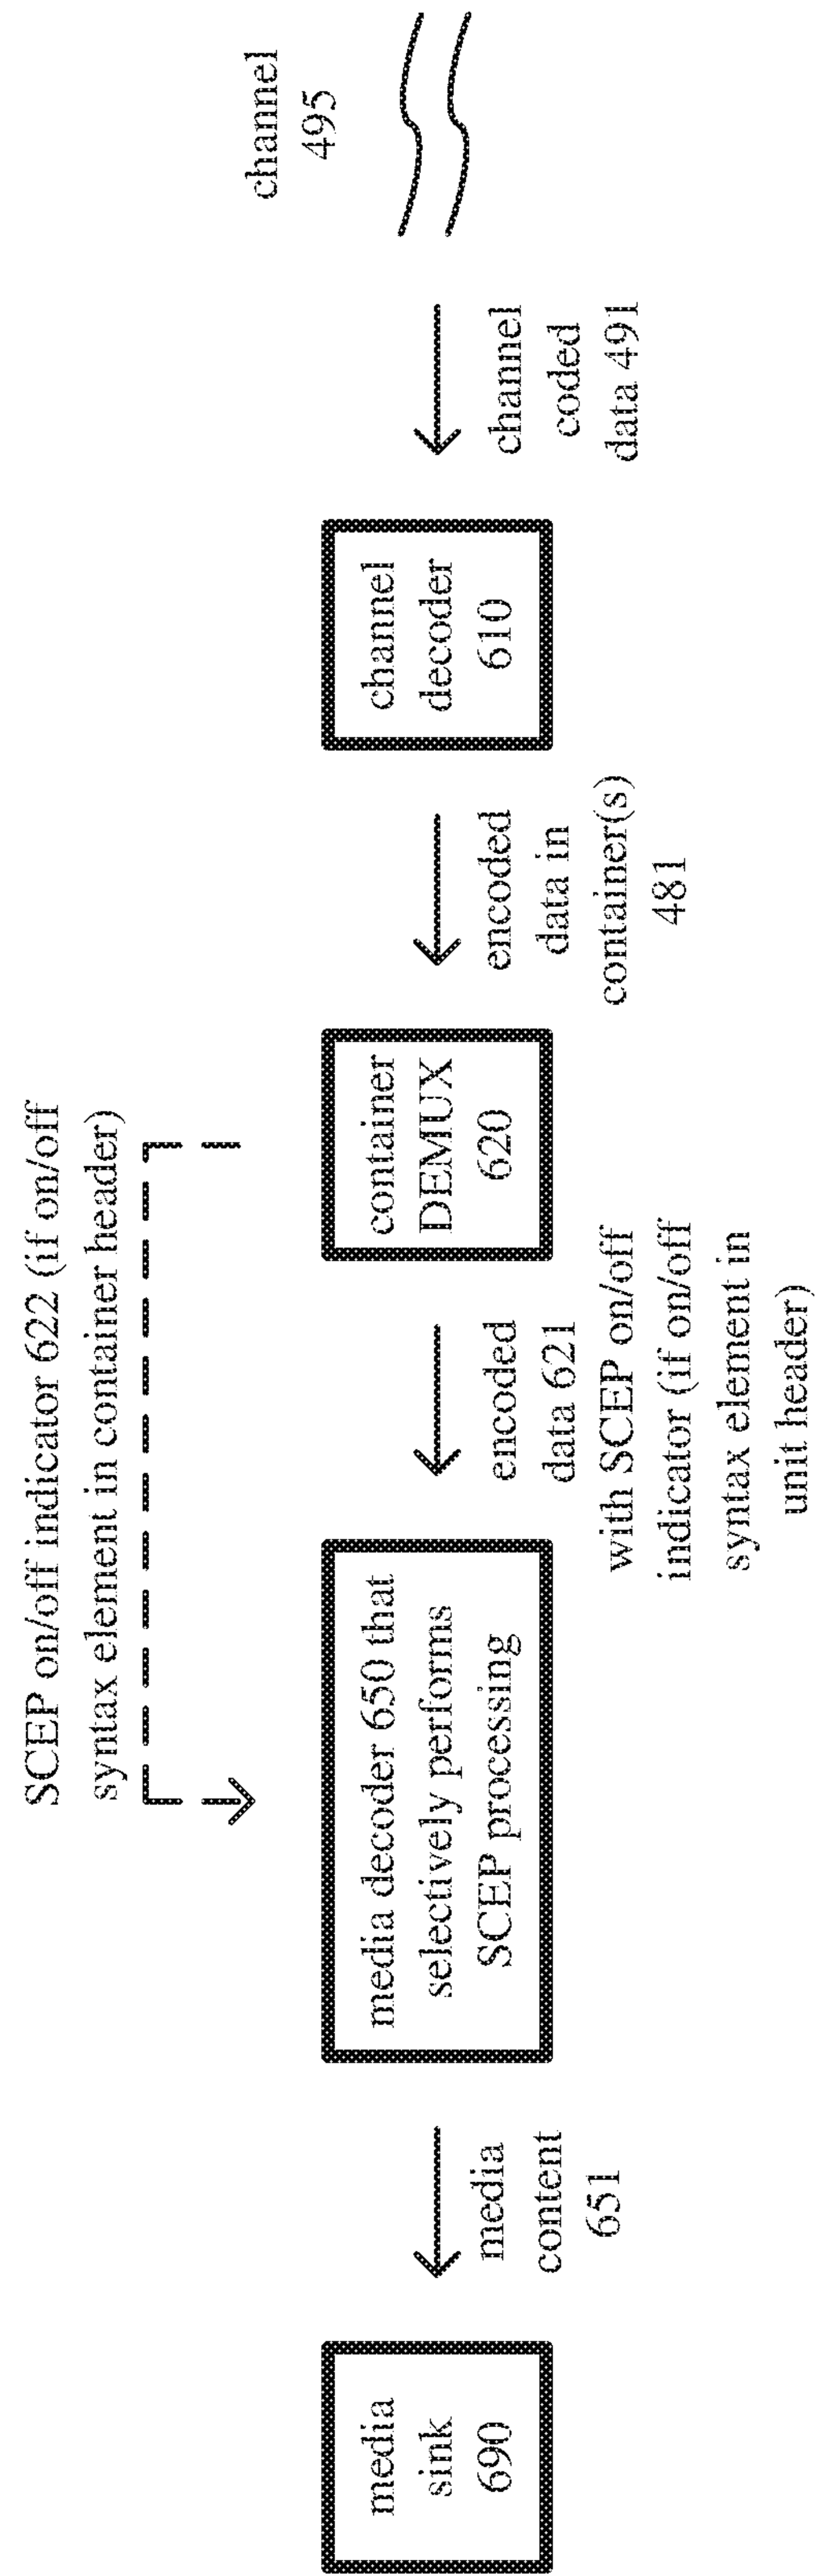 SCEP on/off indicator 622 (if on/off
syntax element in container header)
media
sink
690
media
content
651
media decoder 650 that
selectively performs
SCEP processing
encoded
data 621
with SCEP on/off
indicator (if on/off
syntax element in
unit header)
container
DEMUX
620
encoded
data in
container(s)
481
channel
decoder
610
channel
coded
data 491
channel
495